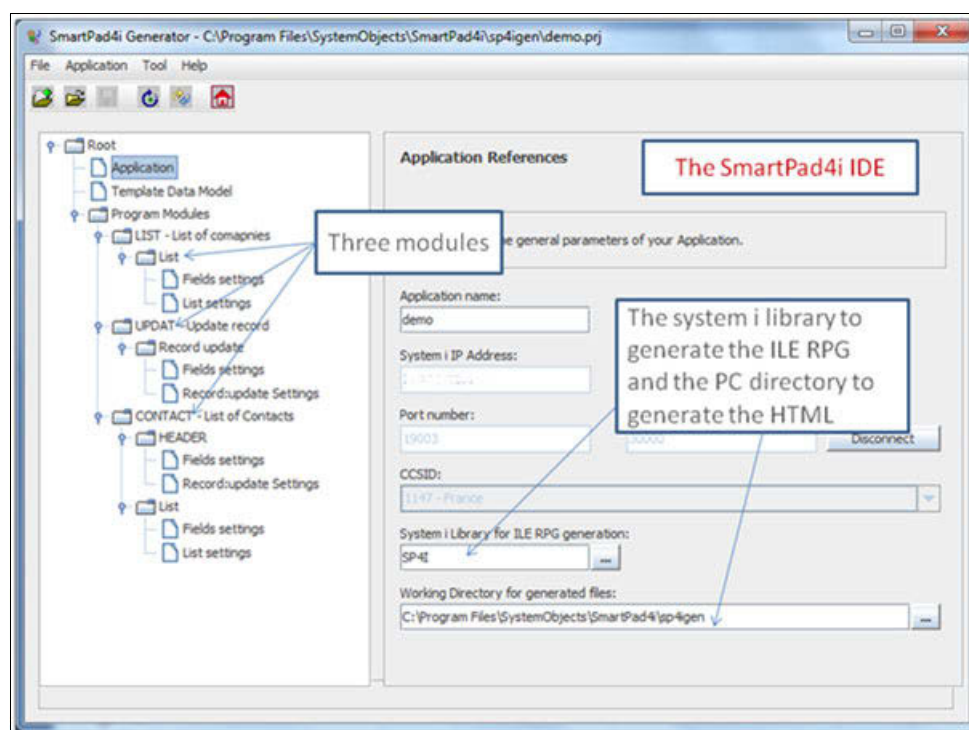 SmartPad4i Generator - C:\Program Files\SystemObjects\SmartPad4i\sp4igen\demo.prj
File Application Tool Help
Root
Application
Template Data Model
Program Modules
LIST - List of comapnies
List
Fields settings
List settings
UPDAT - Update record
Record update
Fields settings
Record:update Settings
CONTACT - List of Contacts
HEADER
Fields settings
Record:update Settings
List
Fields settings
List settings
Three modules
Application References
The SmartPad4i IDE
general parameters of your Application.
Application name:
demo
System i IP Address:
Port number:
19003
30000
Disconnect
CCSID:
1147 - France
System i Library for ILE RPG generation:
SP4I
...
Working Directory for generated files:
C:\Program Files\SystemObjects\SmartPad4i\sp4igen
...
The system i library to
generate the ILE RPG
and the PC directory to
generate the HTML